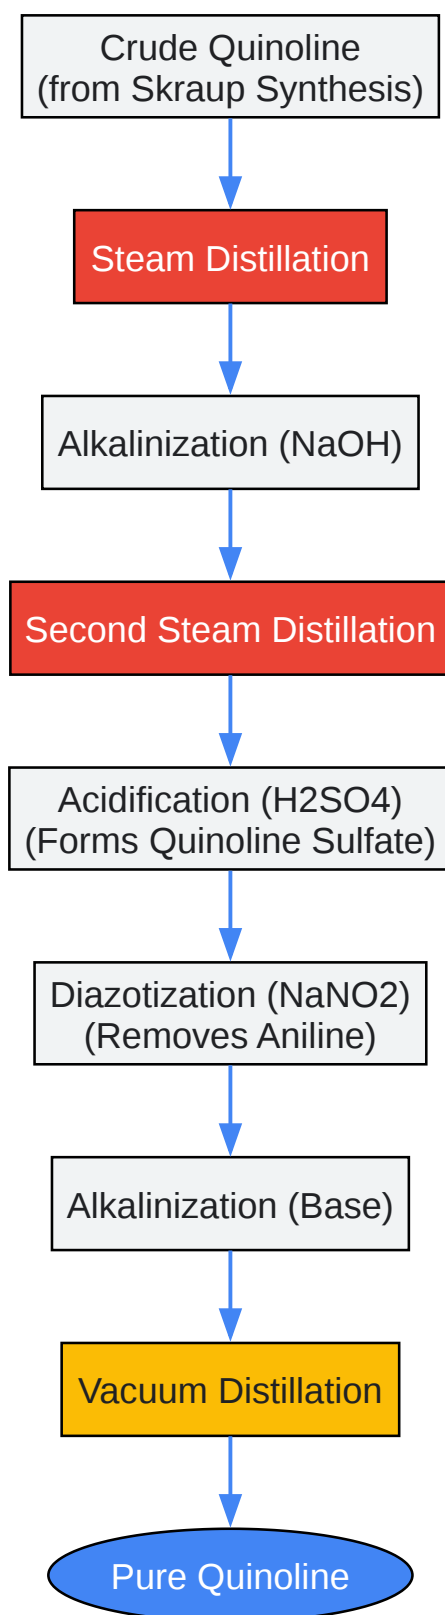 Crude Quinoline
(from Skraup Synthesis)
Steam Distillation
Alkalinization (NaOH)
Second Steam Distillation
Acidification (H2SO4)
(Forms Quinoline Sulfate)
Diazotization (NaNO2)
(Removes Aniline)
Alkalinization (Base)
Vacuum Distillation
Pure Quinoline